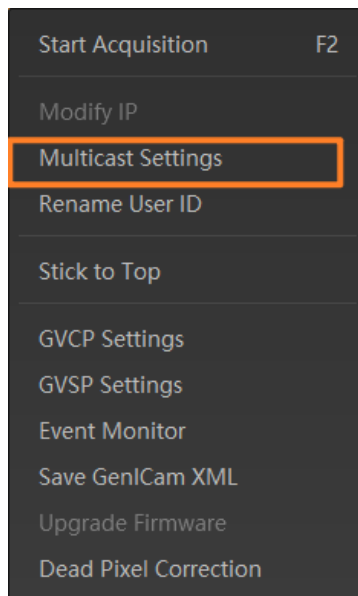 Start Acquisition F2
Modify IP
Multicast Settings
Rename User ID
Stick to Top
GVCP Settings
GVSP Settings
Event Monitor
Save GenICam XML
Upgrade Firmware
Dead Pixel Correction